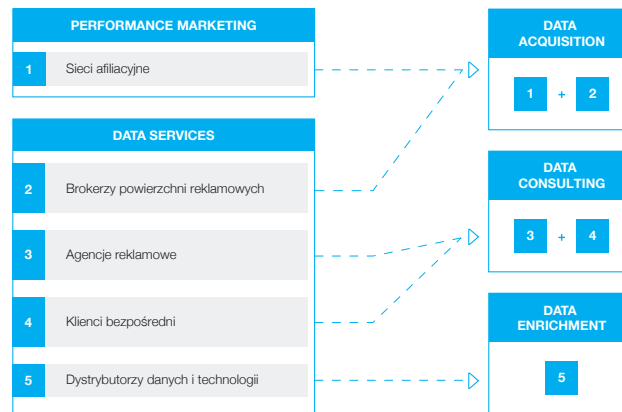 PERFORMANCE MARKETING
1 Sieci afiliacyjne
DATA SERVICES
2 Brokerzy powierzchni reklamowych
3 Agencje reklamowe
4 Klienci bezpośredni
5 Dystrybutorzy danych i technologii
DATA
ACQUISITION
1 + 2
DATA
CONSULTING
3 + 4
DATA
ENRICHMENT
5